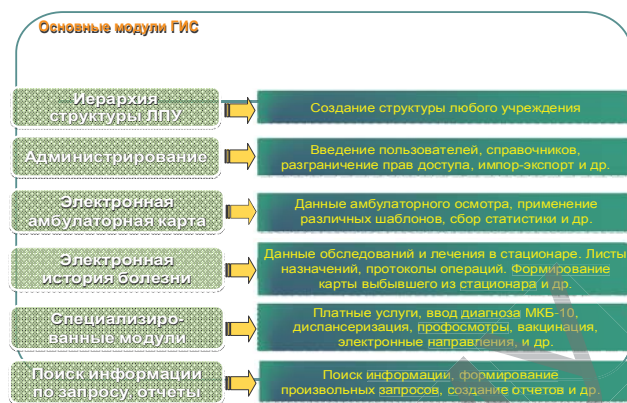 Основные модули ГИС
Иерархия
структуры ЛПУ
Создание структуры любого учреждения
Администрирование
Введение пользователей, справочников,
разграничение прав доступа, импор-экспорт и др.
Электронная
амбулаторная карта
Данные амбулаторного осмотра, применение
различных шаблонов, сбор статистики и др.
Электронная
история болезни
Данные обследований и лечения в стационаре. Листы
назначений, протоколы операций. Формирование
карты выбывшего из стационара и др.
Специализиро-
ванные модули
Платные услуги, ввод диагноза МКБ-10,
диспансеризация, профосмотры, вакцинация,
электронные направления, и др.
Поиск информации
по запросу, отчеты
Поиск информации, формирование
произвольных запросов, создание отчетов и др.